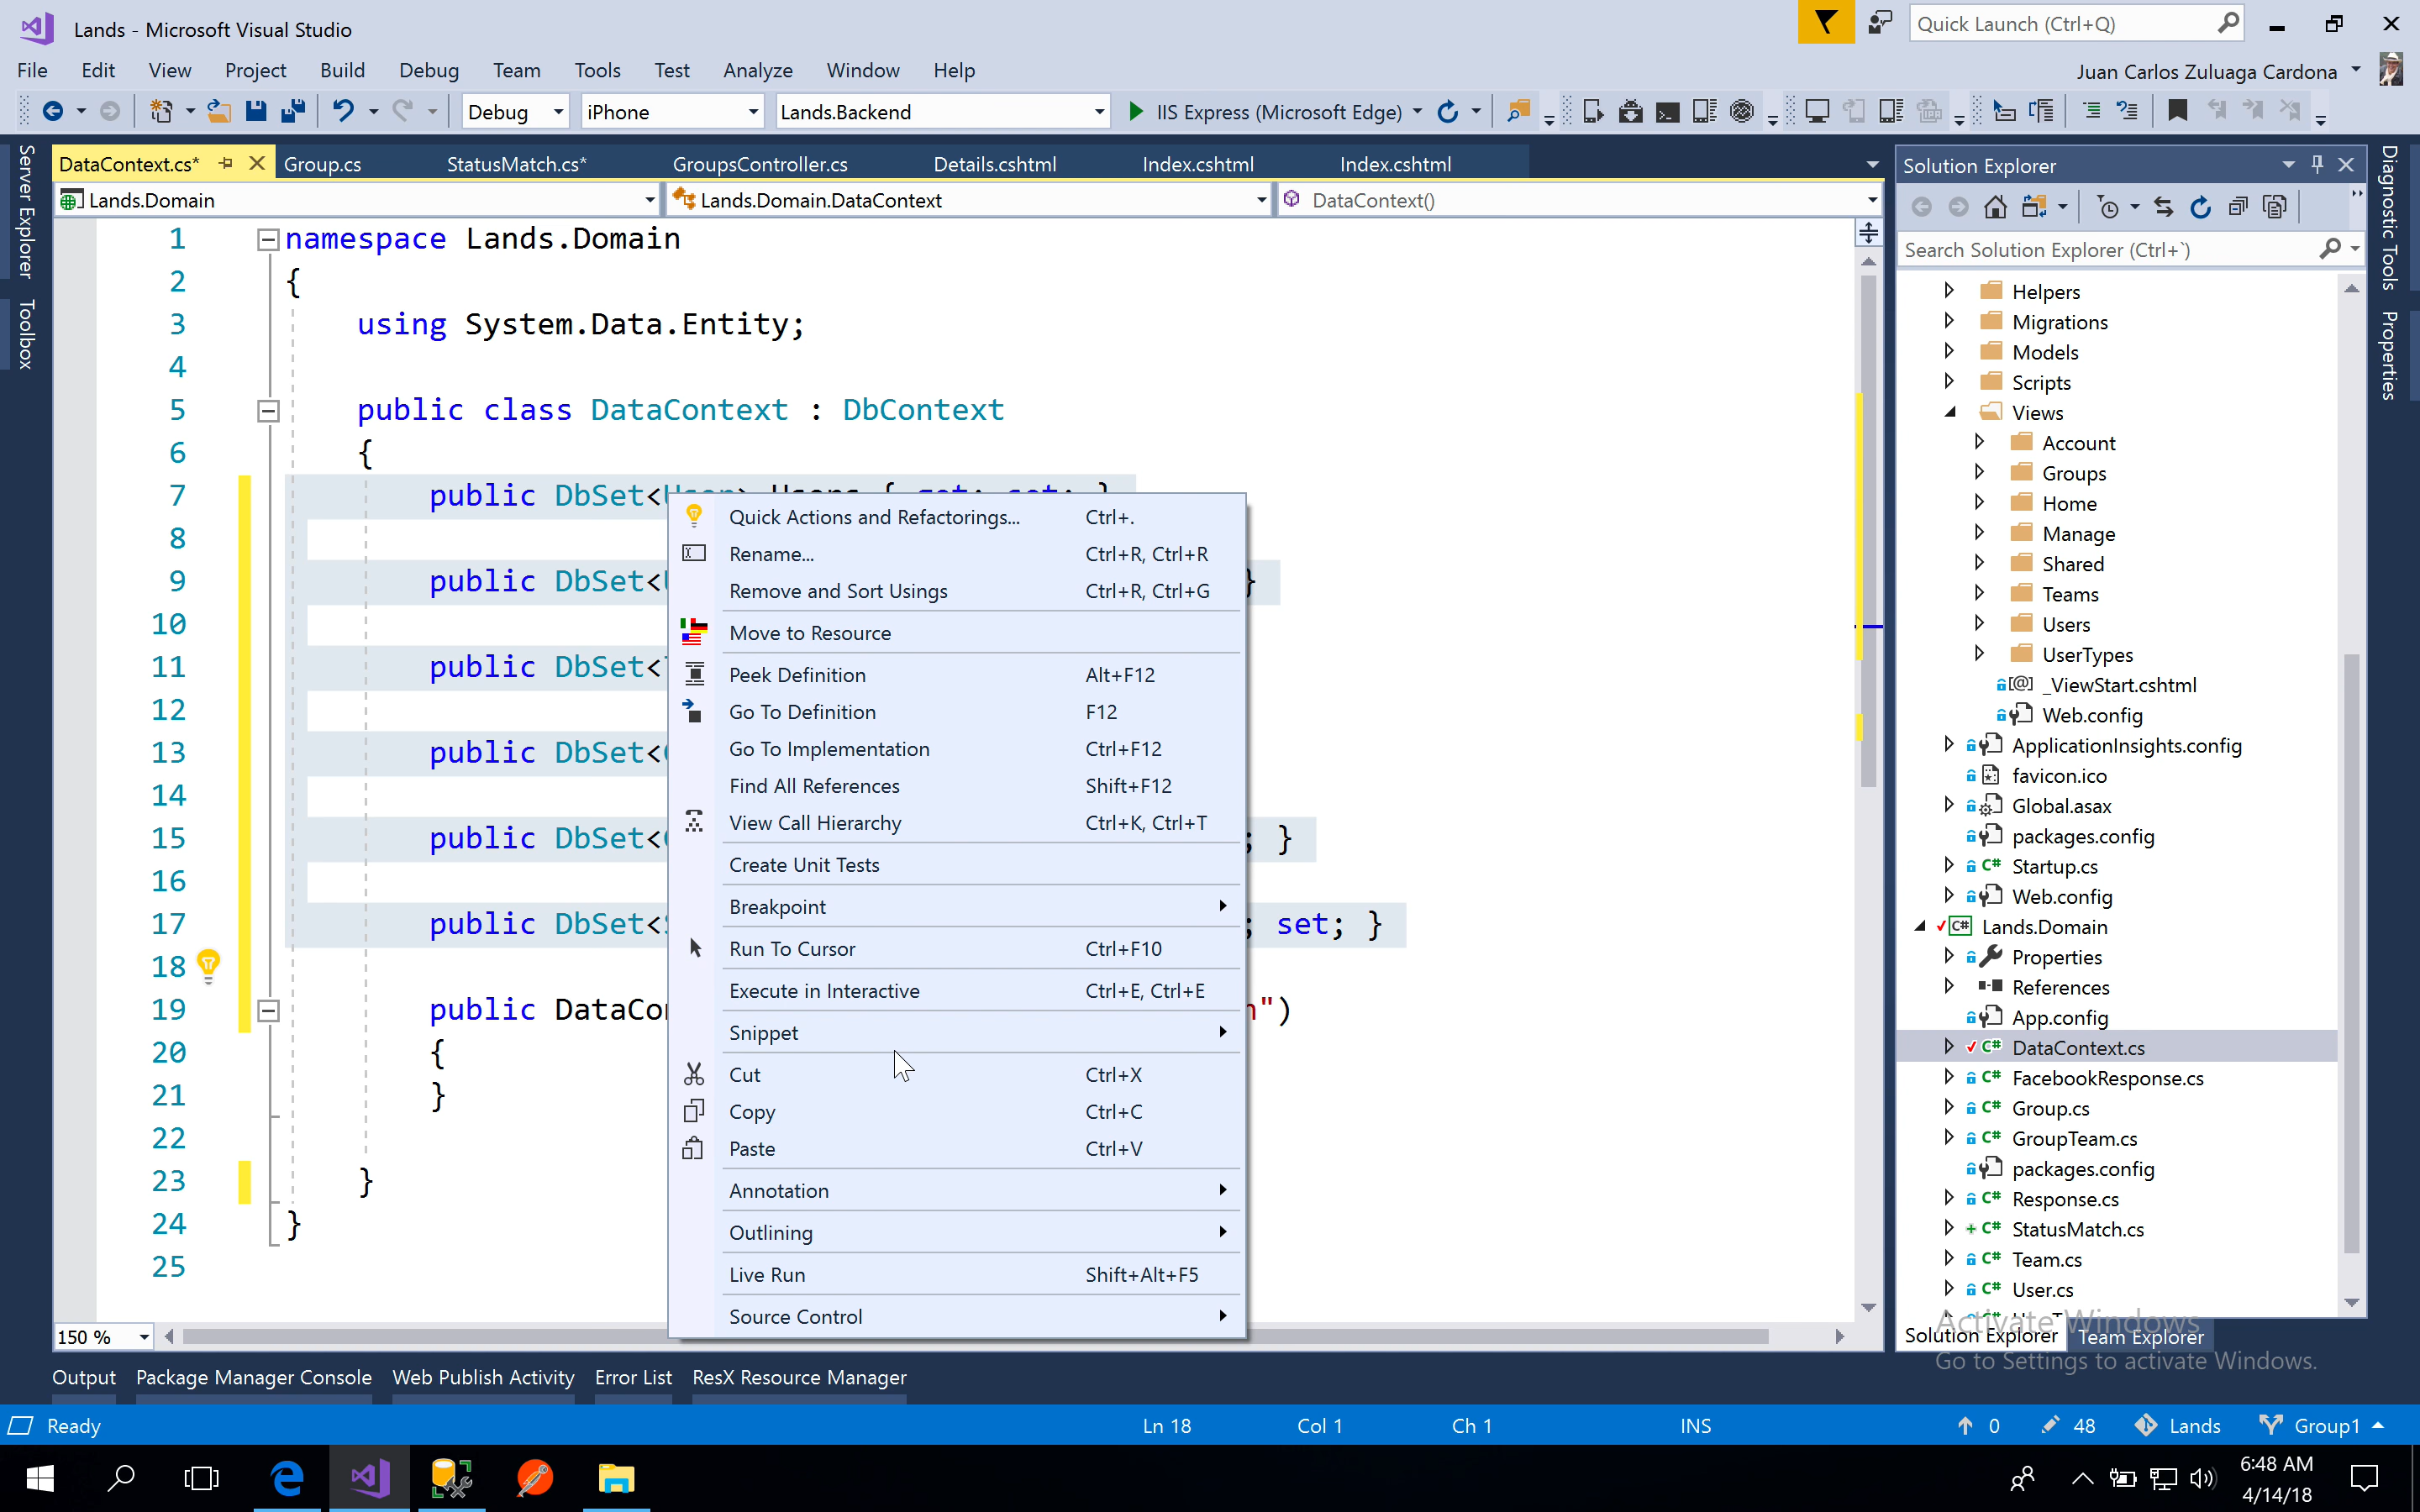 Lands - Microsoft Visual Studio
Quick Launch (Ctrl+Q)
File Edit View Project Build Debug Team Tools Test Analyze Window Help
Juan Carlos Zuluaga Cardona
Debug iPhone Lands.Backend IIS Express (Microsoft Edge)
Server Explorer
Toolbox
DataContext.cs* Group.cs StatusMatch.cs* GroupsController.cs Details.cshtml Index.cshtml Index.cshtml
Lands.Domain Lands.Domain.DataContext DataContext()
1 namespace Lands.Domain
2 {
3 using System.Data.Entity;
4
5 public class DataContext : DbContext
6 {
7 public DbSet<User> Users { get; set; }
8
9 public DbSet< }
10
11 public DbSet<
12
13 public DbSet<
14
15 public DbSet< ; }
16
17 public DbSet< ; set; }
18
19 public DataCo n")
20 {
21 }
22
23 }
24 }
25
Quick Actions and Refactorings... Ctrl+.
Rename... Ctrl+R, Ctrl+R
Remove and Sort Usings Ctrl+R, Ctrl+G
Move to Resource
Peek Definition Alt+F12
Go To Definition F12
Go To Implementation Ctrl+F12
Find All References Shift+F12
View Call Hierarchy Ctrl+K, Ctrl+T
Create Unit Tests
Breakpoint
Run To Cursor Ctrl+F10
Execute in Interactive Ctrl+E, Ctrl+E
Snippet
Cut Ctrl+X
Copy Ctrl+C
Paste Ctrl+V
Annotation
Outlining
Live Run Shift+Alt+F5
Source Control
150 %
Solution Explorer
Search Solution Explorer (Ctrl+`)
Helpers
Migrations
Models
Scripts
Views
Account
Groups
Home
Manage
Shared
Teams
Users
UserTypes
_ViewStart.cshtml
Web.config
ApplicationInsights.config
favicon.ico
Global.asax
packages.config
C# Startup.cs
Web.config
C# Lands.Domain
Properties
References
App.config
C# DataContext.cs
C# FacebookResponse.cs
C# Group.cs
C# GroupTeam.cs
packages.config
C# Response.cs
C# StatusMatch.cs
C# Team.cs
C# User.cs
Solution Explorer Team Explorer
Activate Windows
Go to Settings to activate Windows.
Diagnostic Tools
Properties
Output Package Manager Console Web Publish Activity Error List ResX Resource Manager
Ready Ln 18 Col 1 Ch 1 INS 0 48 Lands Group1
6:48 AM
4/14/18